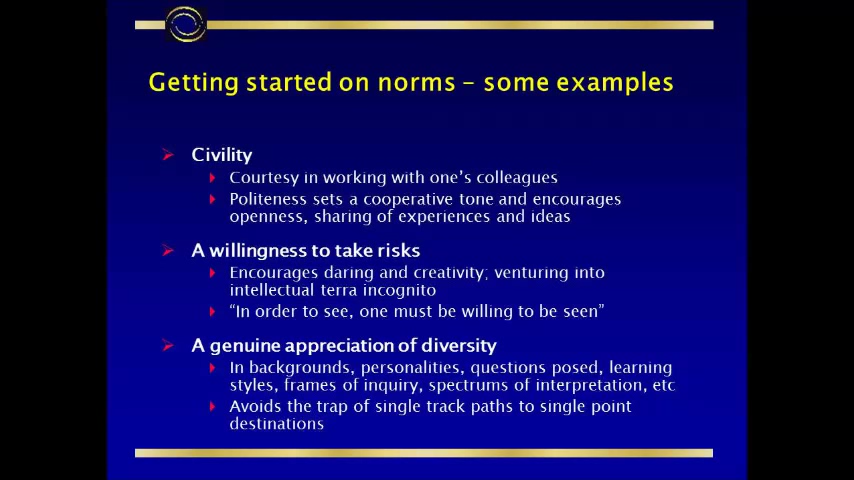 Getting started on norms – some examples
Civility
Courtesy in working with one's colleagues
Politeness sets a cooperative tone and encourages
openness, sharing of experiences and ideas
A willingness to take risks
Encourages daring and creativity; venturing into
intellectual terra incognito
“In order to see, one must be willing to be seen”
A genuine appreciation of diversity
In backgrounds, personalities, questions posed, learning
styles, frames of inquiry, spectrums of interpretation, etc
Avoids the trap of single track paths to single point
destinations